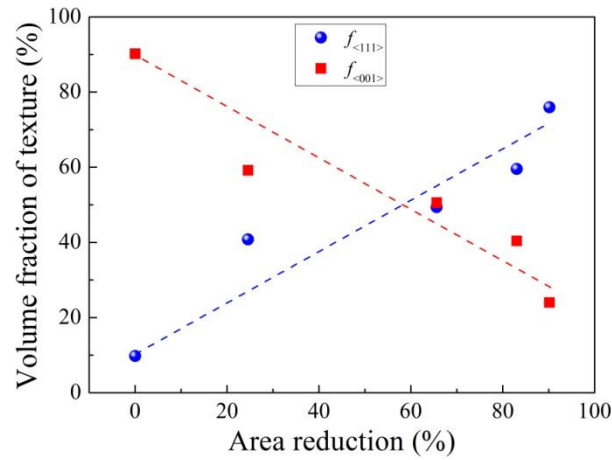 100
80
60
40
20
0
Volume fraction of texture (%)
f<111>
f<001>
0 20 40 60 80 100
Area reduction (%)